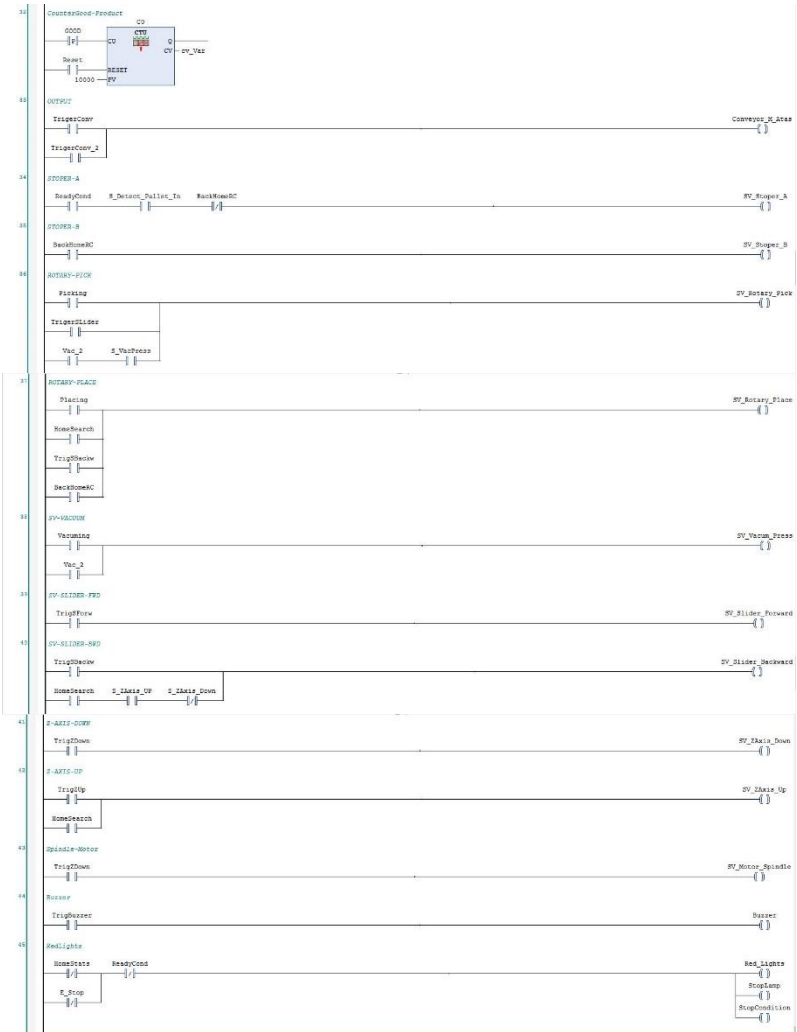 32 CounterGood-Product
C0
GOOD CTU
P CU Q
CV rv_Var
Reset
RESET
10000 PV
33 OUTPUT
TrigerConv Conveyor_M_Atas
TrigerConv_2
34 STOPER-A
ReadyCond S_Detect_Pallet_In BackHomeRC SV_Stoper_A
35 STOPER-B
BackHomeRC SV_Stoper_B
36 ROTARY-PICK
Picking SV_Rotary_Pick
TrigerSlider
Vac_2 S_VacPress
37 ROTARY-PLACE
Placing SV_Rotary_Place
HomeSearch
TrigSBackw
BackHomeRC
38 SV-VACUUM
Vacuming SV_Vacum_Press
Vac_2
39 SV-SLIDER-FWD
TrigSForw SV_Slider_Forward
40 SV-SLIDER-BWD
TrigSBackw SV_Slider_Backward
HomeSearch S_ZAxis_UP S_ZAxis_Down
41 Z-AXIS-DOWN
TrigZDown SV_ZAxis_Down
42 Z-AXIS-UP
TrigZUp SV_ZAxis_Up
HomeSearch
43 Spindle-Motor
TrigZDown SV_Motor_Spindle
44 Buzzer
TrigBuzzer Buzzer
45 RedLights
HomeStats ReadyCond Red_Lights
E_Stop StopLamp
StopCondition